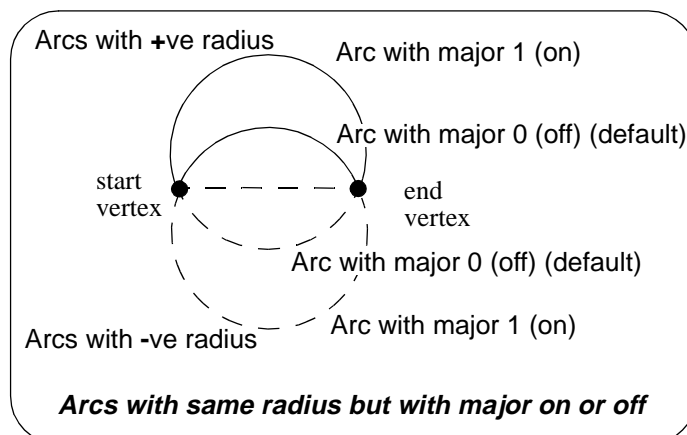 Arcs with +ve radius
Arc with major 1 (on)
Arc with major 0 (off) (default)
start
vertex
end
vertex
Arc with major 0 (off) (default)
Arc with major 1 (on)
Arcs with -ve radius
Arcs with same radius but with major on or off